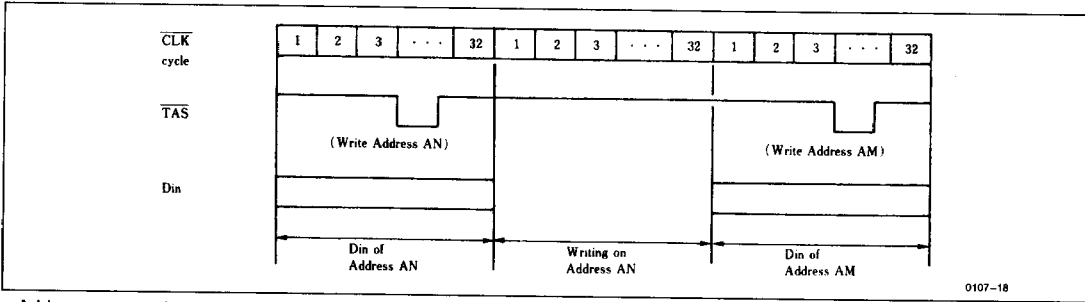 CLK
cycle
1 2 3 · · · 32 1 2 3 · · · 32 1 2 3 · · · 32
TAS
(Write Address AN)
(Write Address AM)
Din
Din of
Address AN
Writing on
Address AN
Din of
Address AM
0107-18